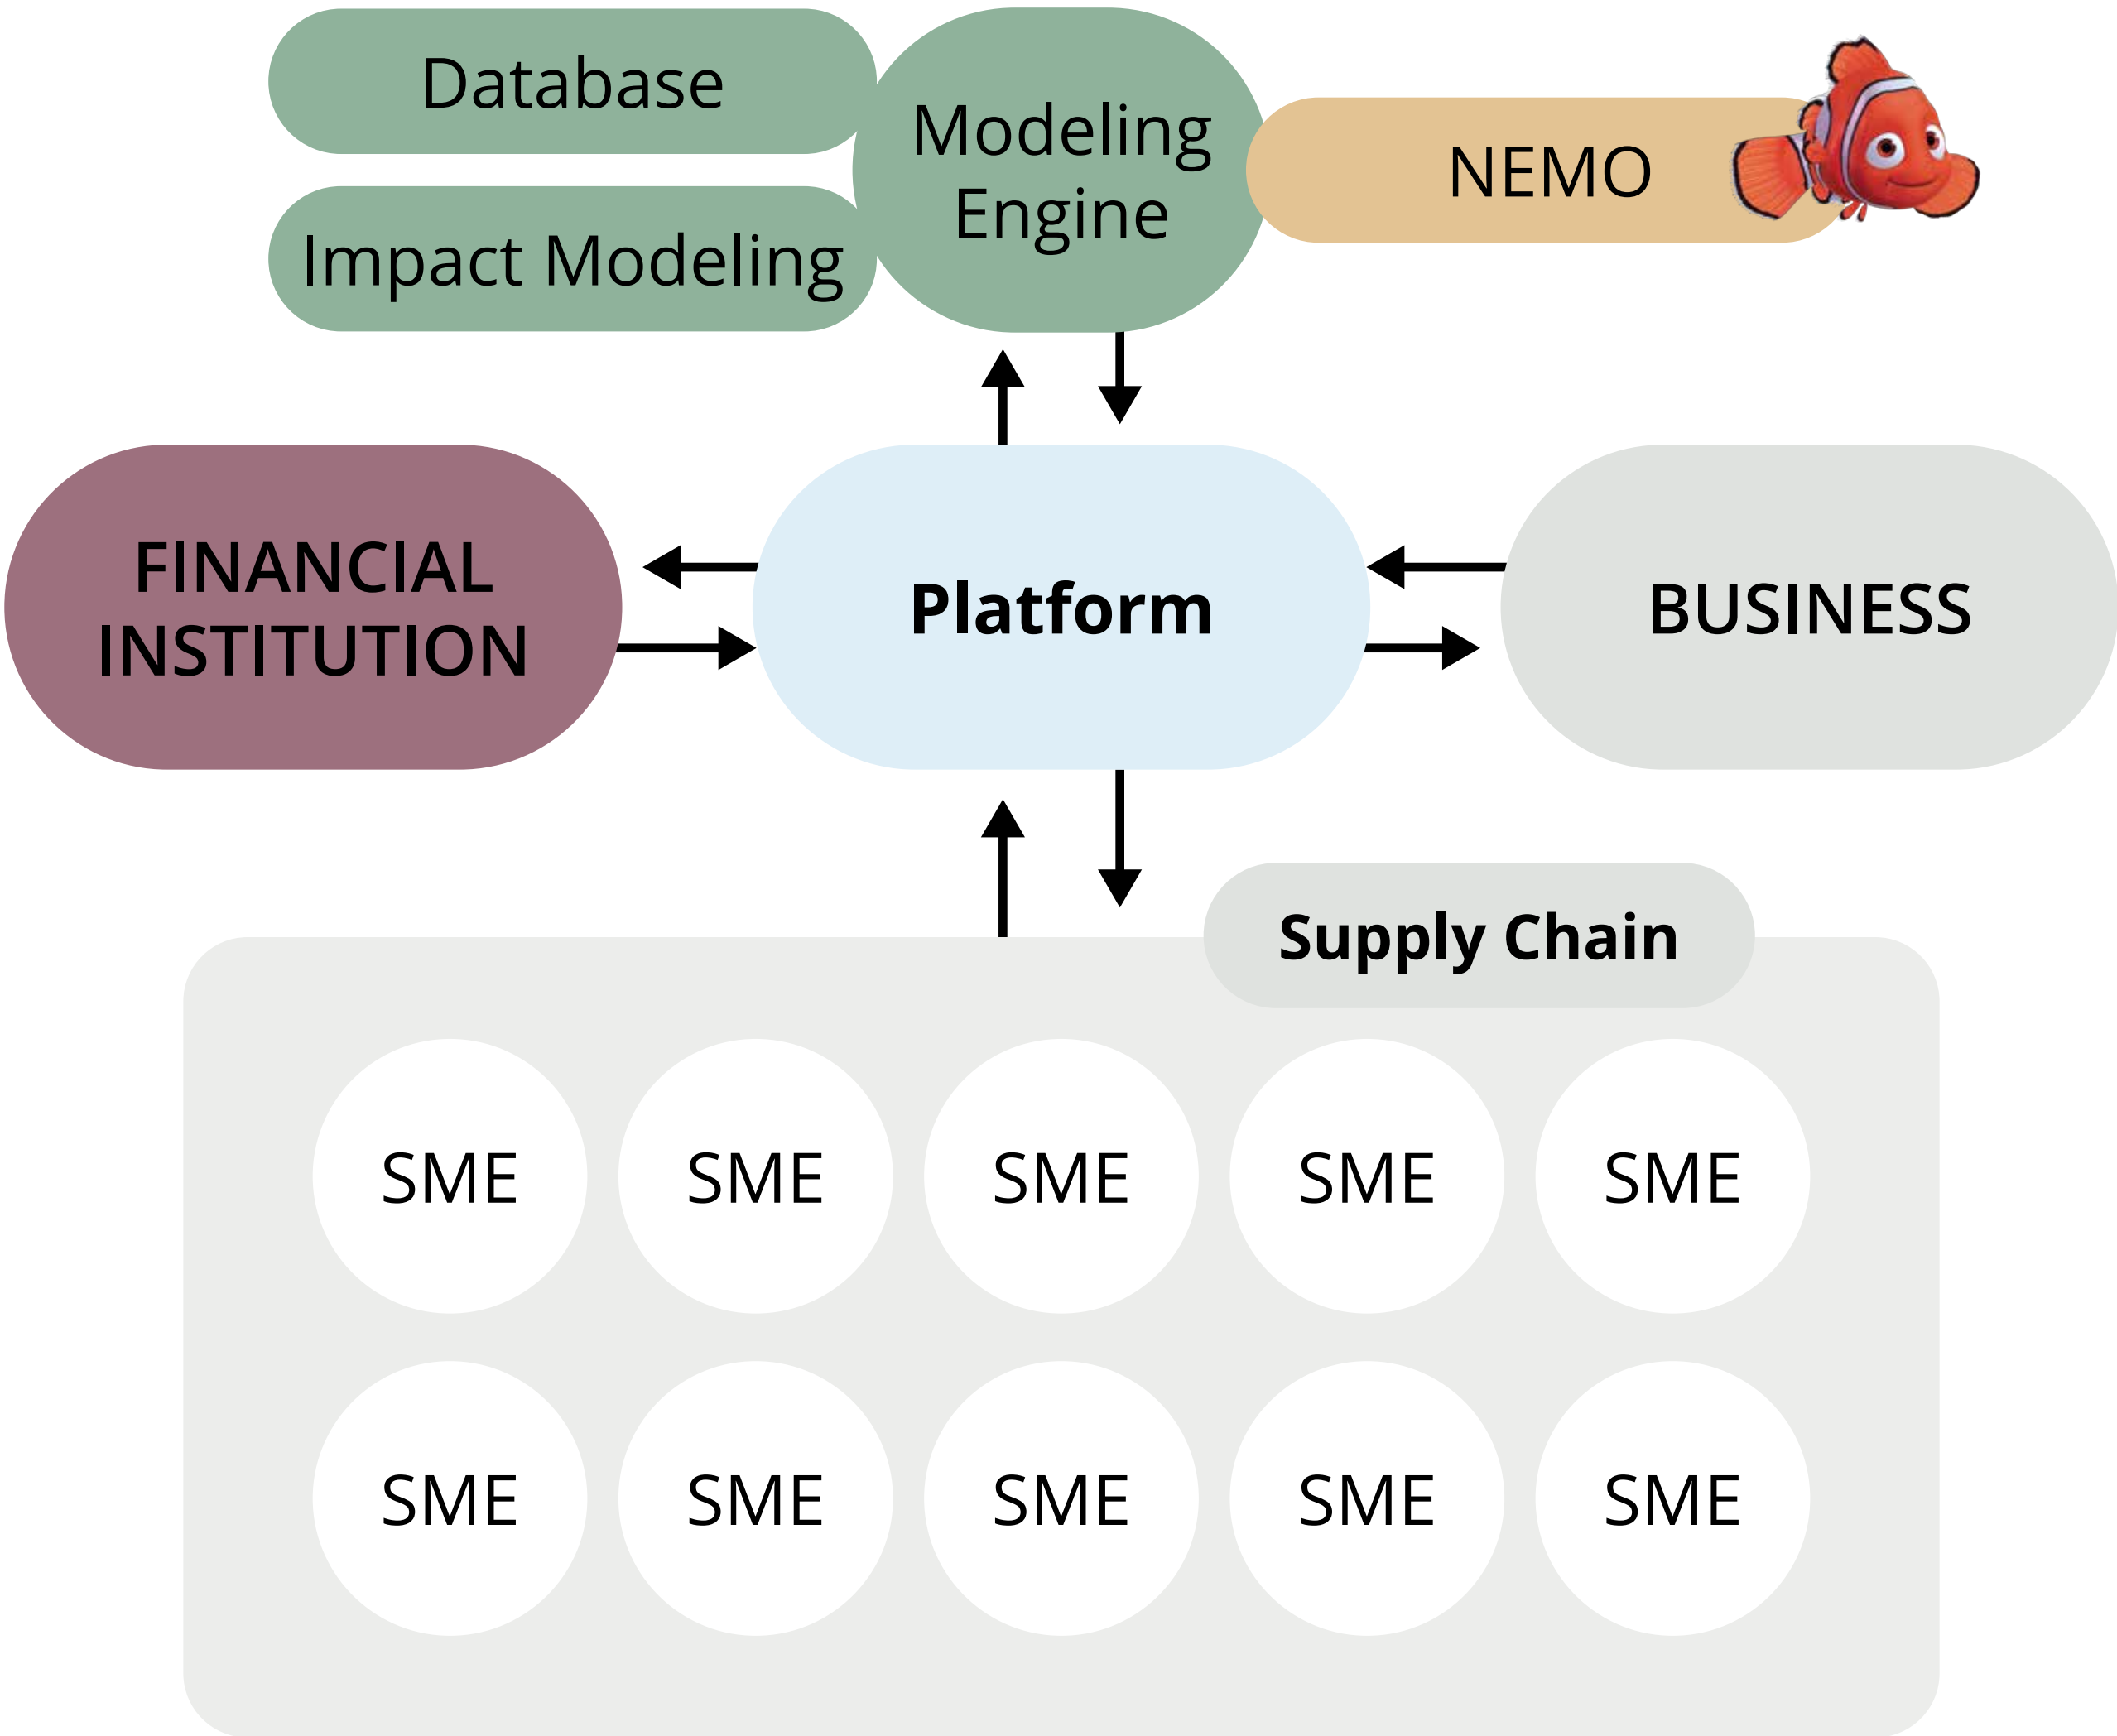 Database
Impact Modeling
Modeling
Engine
NEMO
FINANCIAL
INSTITUTION
Platform
BUSINESS
Supply Chain
SME SME SME SME SME
SME SME SME SME SME